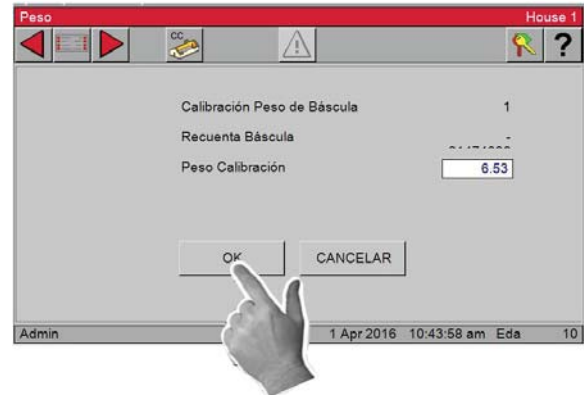 Peso House 1
CC
?
Calibración Peso de Báscula 1
Recuenta Báscula -
Peso Calibración 6.53
OK CANCELAR
Admin 1 Apr 2016 10:43:58 am Eda 10